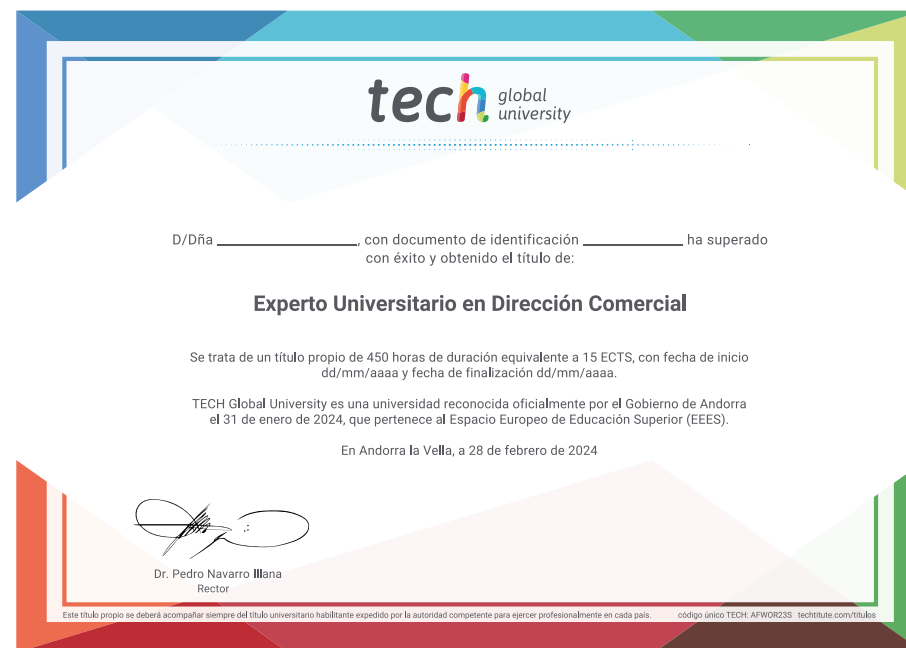 tech global university
D/Dña ____________, con documento de identificación ____________ ha superado
con éxito y obtenido el título de:
Experto Universitario en Dirección Comercial
Se trata de un título propio de 450 horas de duración equivalente a 15 ECTS, con fecha de inicio
dd/mm/aaaa y fecha de finalización dd/mm/aaaa.
TECH Global University es una universidad reconocida oficialmente por el Gobierno de Andorra
el 31 de enero de 2024, que pertenece al Espacio Europeo de Educación Superior (EEES).
En Andorra la Vella, a 28 de febrero de 2024
Dr. Pedro Navarro Illana
Rector
Este título propio se deberá acompañar siempre del título universitario habilitante expedido por la autoridad competente para ejercer profesionalmente en cada país. código único TECH: AFWOR23S techtitute.com/titulos